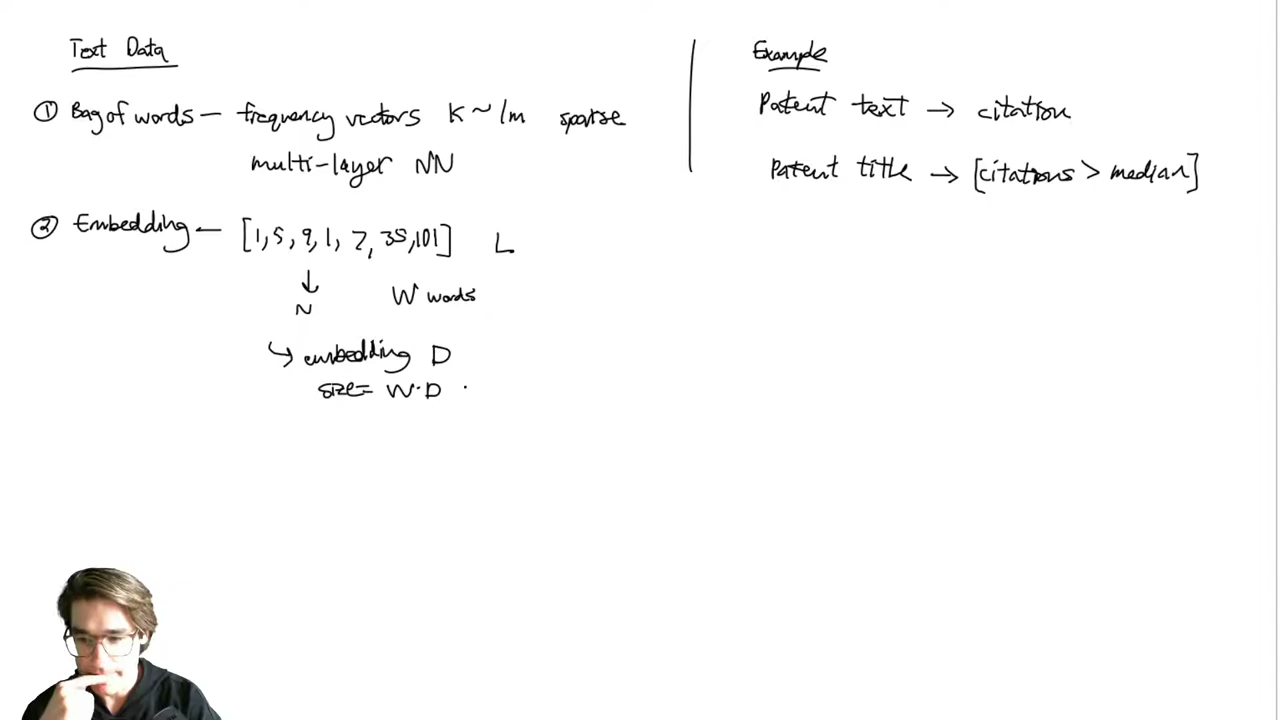 Text Data
① Bag of words — frequency vectors K ~ 1m sparse
multi-layer NN
② Embedding — [1, 5, 9, 1, 7, 35, 101] L
↓
N W words
↳ embedding D
size = W·D
Example
Patent text → citation
Patent title → [citations > median]